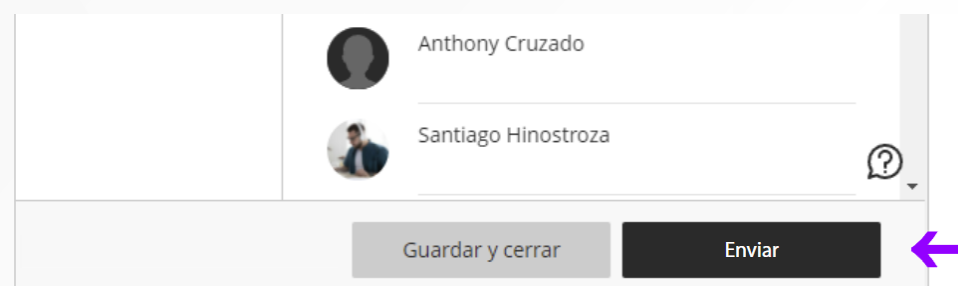 Anthony Cruzado
Santiago Hinostroza
Guardar y cerrar
Enviar